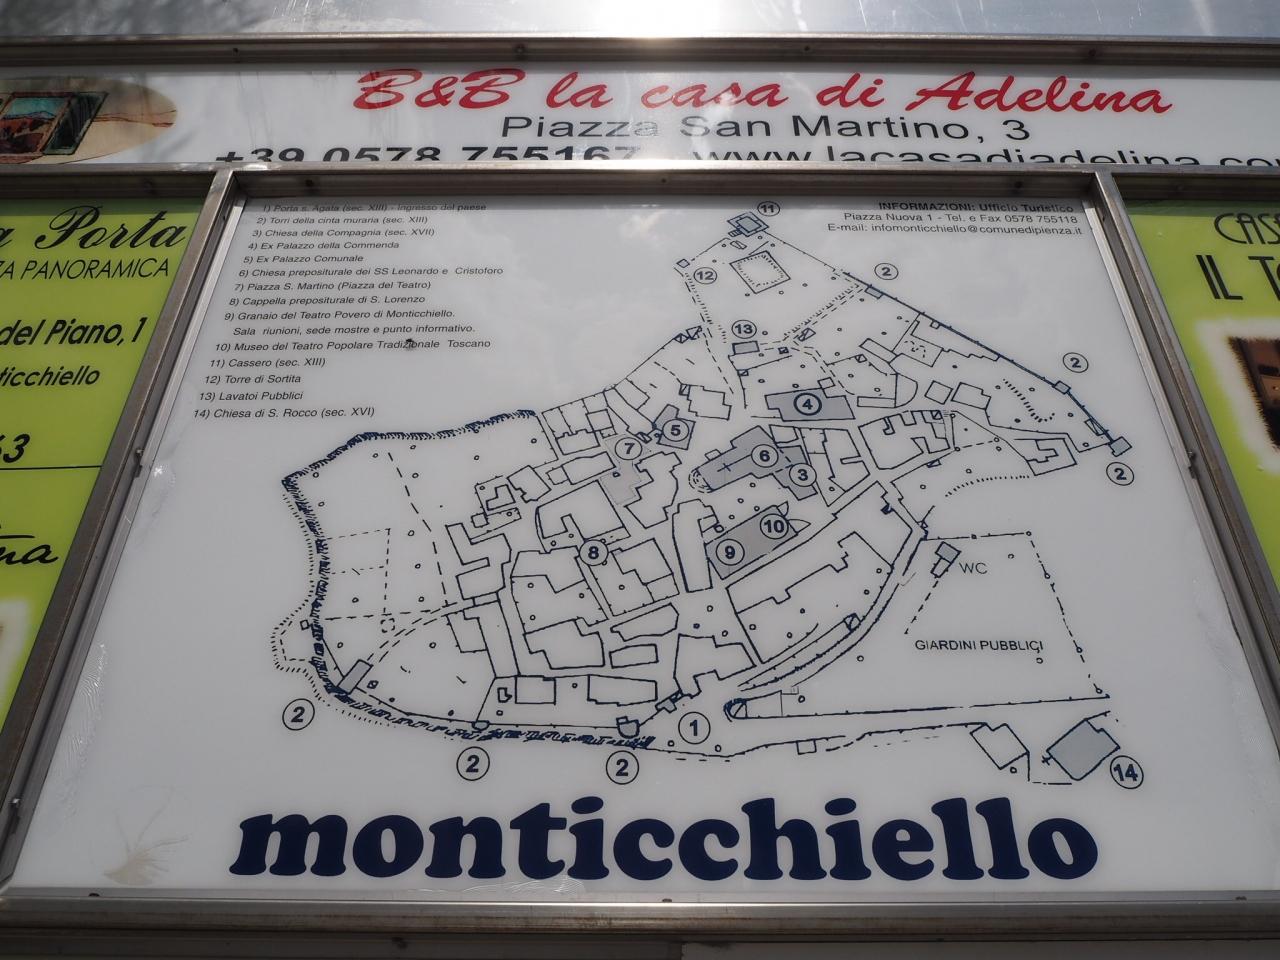 B&B la casa di Adelina
Piazza San Martino, 3
+39 0578 755167 www.lacasadiadelina.co
a Porta
ZA PANORAMICA
del Piano, 1
nticchiello
63
1) Porta s. Agata (sec. XIII) - Ingresso del paese
2) Torri della cinta muraria (sec. XIII)
3) Chiesa della Compagnia (sec. XVII)
4) Ex Palazzo della Commenda
5) Ex Palazzo Comunale
6) Chiesa prepositurale dei SS Leonardo e Cristoforo
7) Piazza S. Martino (Piazza del Teatro)
8) Cappella prepositurale di S. Lorenzo
9) Granaio del Teatro Povero di Monticchiello.
Sala riunioni, sede mostre e punto informativo.
10) Museo del Teatro Popolare Tradizionale Toscano
11) Cassero (sec. XIII)
12) Torre di Sortita
13) Lavatoi Pubblici
14) Chiesa di S. Rocco (sec. XVI)
INFORMAZIONI: Ufficio Turistico
Piazza Nuova 1 - Tel. e Fax 0578 755118
E-mail: infomonticchiello@comunedipienza.it
11
12
2
13
2
4
5
7
6
3
2
10
9
8
WC
GIARDINI PUBBLICI
2
1
2
2
14
monticchiello
CAS
IL T